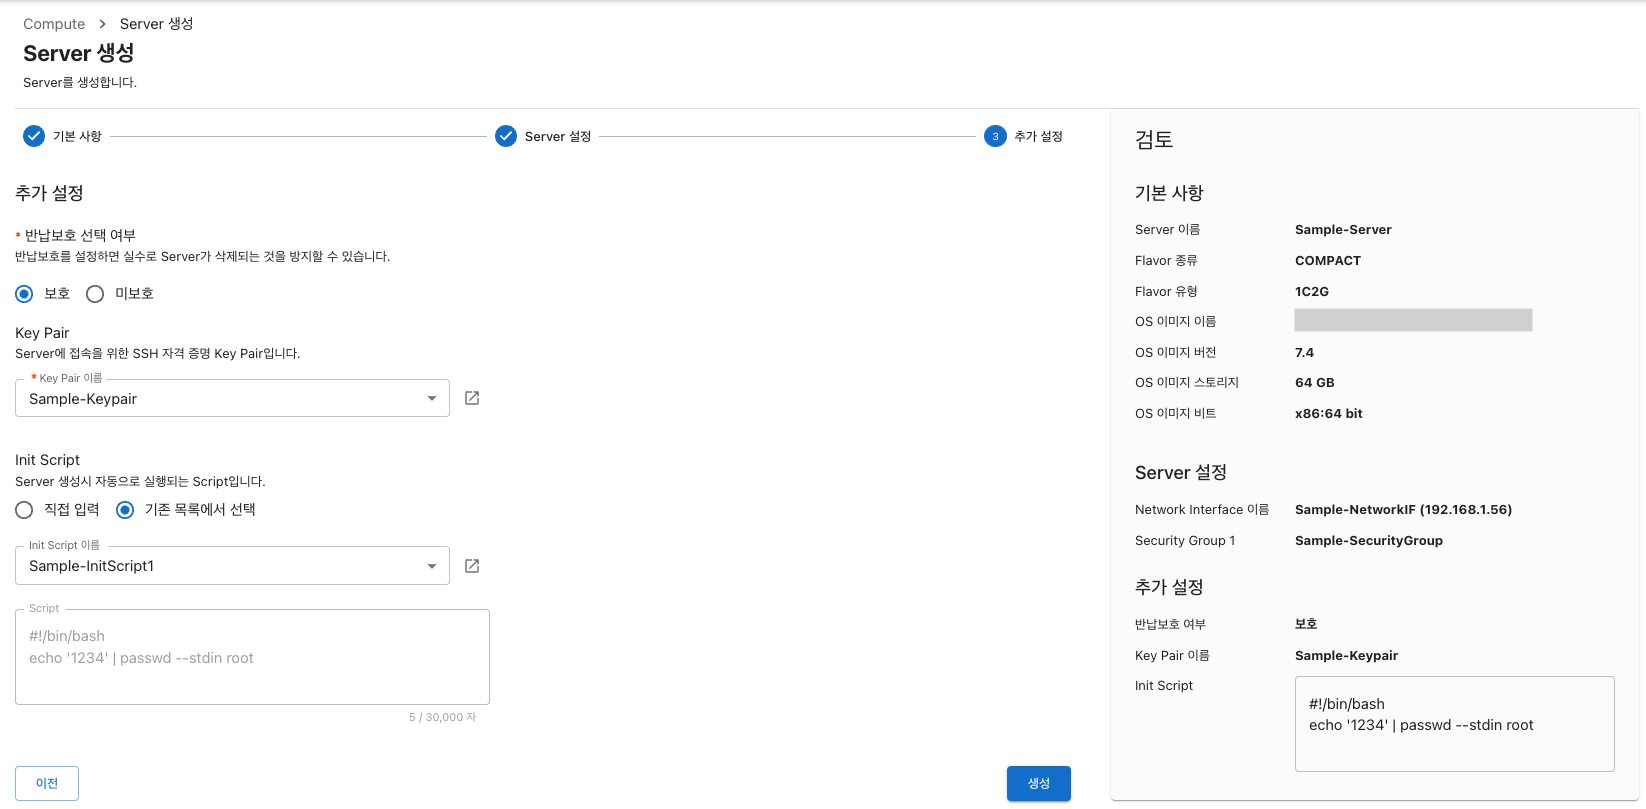 Compute > Server 생성
Server 생성
Server를 생성합니다.
기본 사항
Server 설정
3 추가 설정
추가 설정
* 반납보호 선택 여부
반납보호를 설정하면 실수로 Server가 삭제되는 것을 방지할 수 있습니다.
보호 미보호
Key Pair
Server에 접속을 위한 SSH 자격 증명 Key Pair입니다.
* Key Pair 이름
Sample-Keypair
Init Script
Server 생성시 자동으로 실행되는 Script입니다.
직접 입력 기존 목록에서 선택
Init Script 이름
Sample-InitScript1
Script
#!/bin/bash
echo '1234' | passwd --stdin root
5 / 30,000 자
이전
생성
검토
기본 사항
Server 이름 Sample-Server
Flavor 종류 COMPACT
Flavor 유형 1C2G
OS 이미지 이름
OS 이미지 버전 7.4
OS 이미지 스토리지 64 GB
OS 이미지 비트 x86:64 bit
Server 설정
Network Interface 이름 Sample-NetworkIF (192.168.1.56)
Security Group 1 Sample-SecurityGroup
추가 설정
반납보호 여부 보호
Key Pair 이름 Sample-Keypair
Init Script
#!/bin/bash
echo '1234' | passwd --stdin root